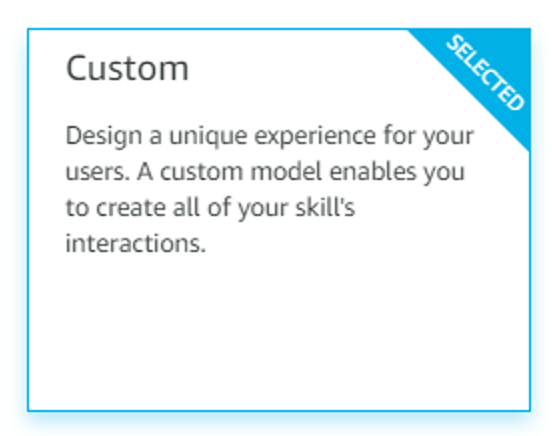 Custom
SELECTED
Design a unique experience for your
users. A custom model enables you
to create all of your skill's
interactions.